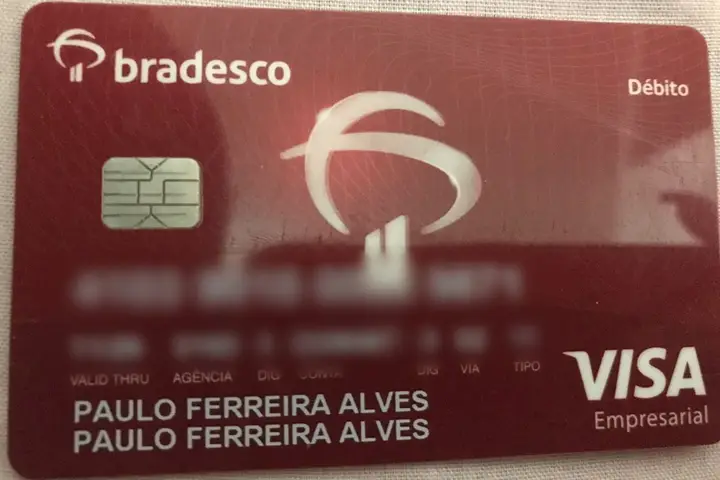 bradesco
Débito
VALID THRU AGÊNCIA DIG CONTA DIG VIA TIPO
PAULO FERREIRA ALVES
PAULO FERREIRA ALVES
VISA
Empresarial